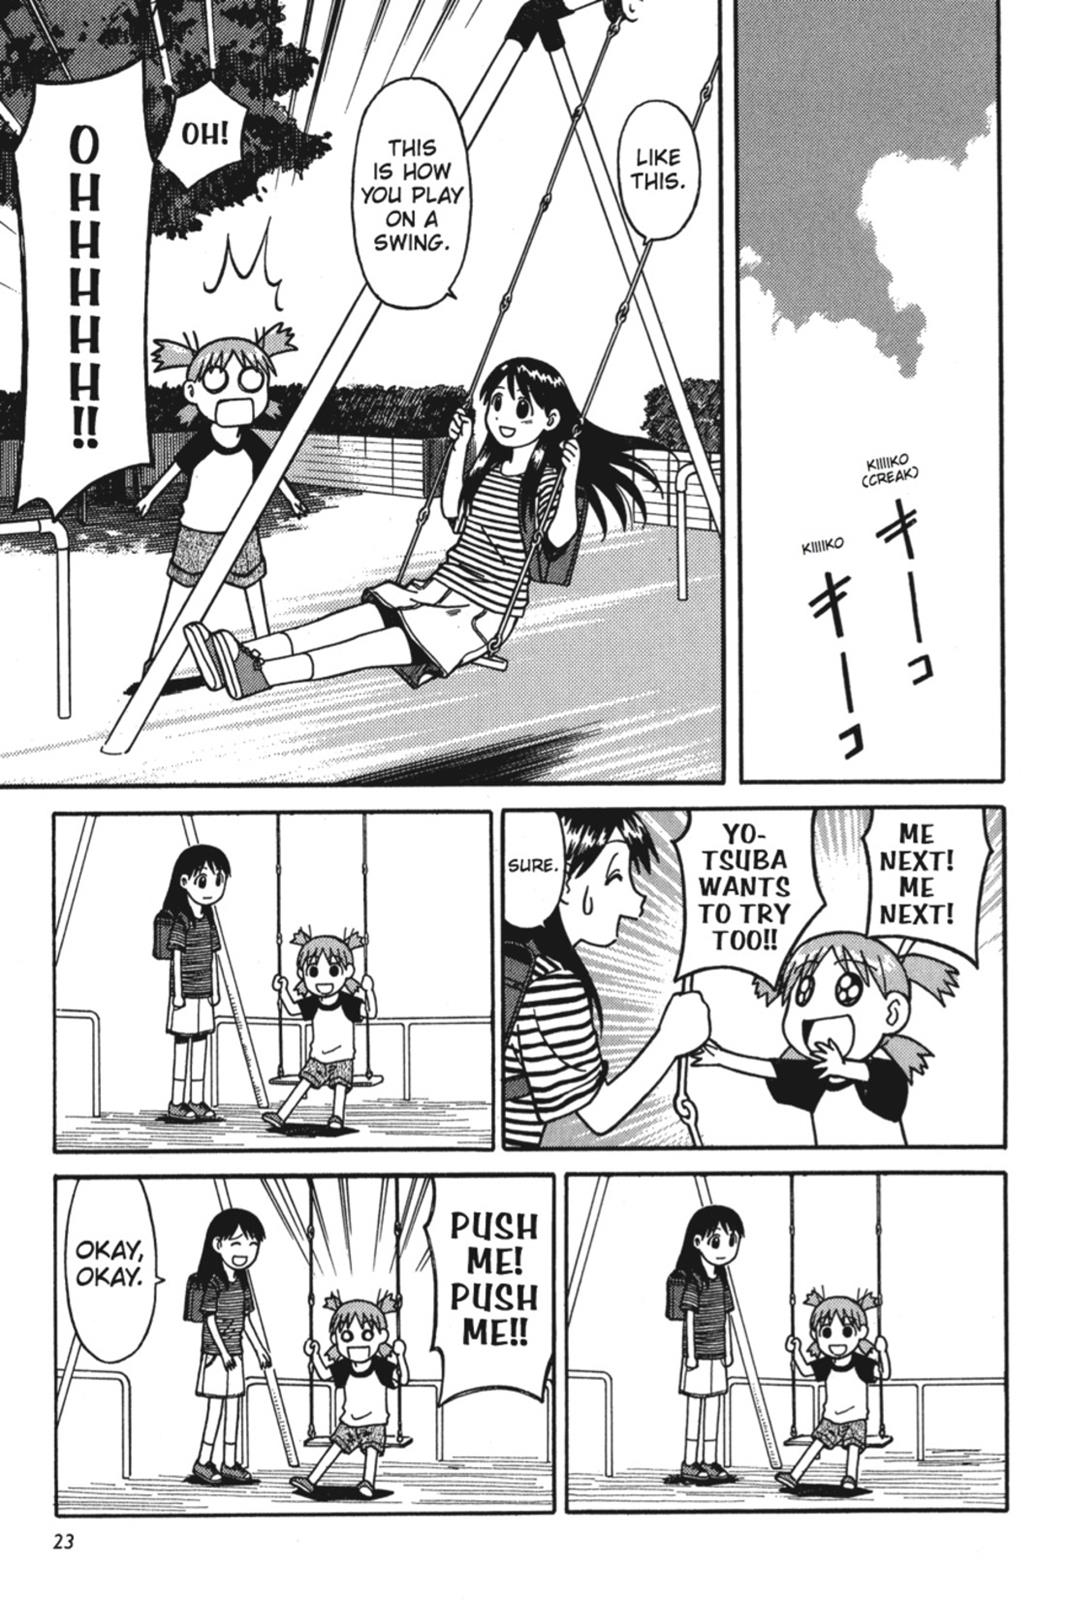 KIIIIKO
(CREAK)
キーコ
KIIIIKO
キーコ
LIKE
THIS.
THIS
IS HOW
YOU PLAY
ON A
SWING.
OH!
OHHHHH!!
ME
NEXT!
ME
NEXT!
YO-
TSUBA
WANTS
TO TRY
TOO!!
SURE.
PUSH
ME!
PUSH
ME!!
OKAY,
OKAY.
23